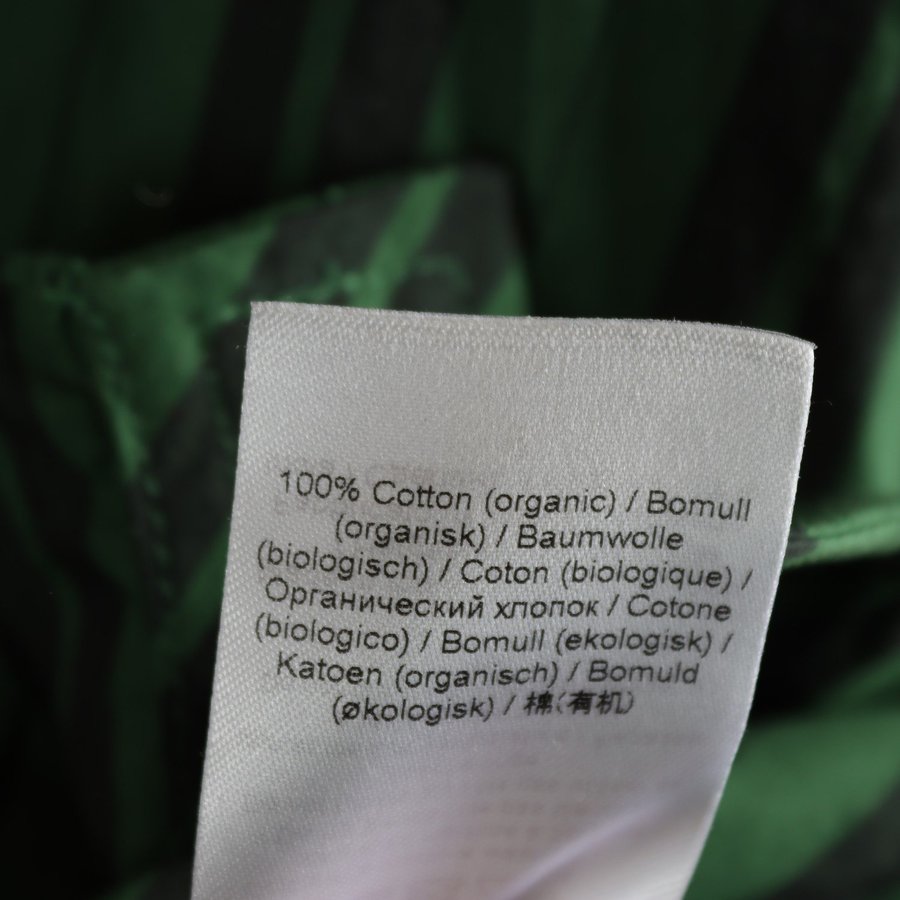 100% Cotton (organic) / Bomull
(organisk) / Baumwolle
(biologisch) / Coton (biologique) /
Органический хлопок / Cotone
(biologico) / Bomull (ekologisk) /
Katoen (organisch) / Bomuld
(økologisk) / 棉(有机)